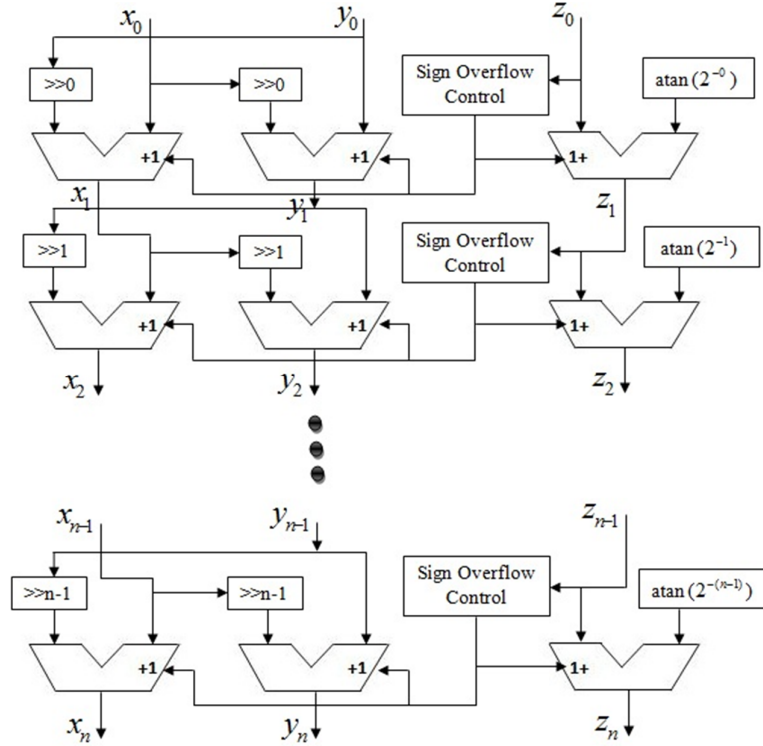 x₀ y₀ z₀
>>0 >>0 Sign Overflow Control atan(2⁻⁰)
+1 +1 1+
x₁ y₁ z₁
>>1 >>1 Sign Overflow Control atan(2⁻¹)
+1 +1 1+
x₂ y₂ z₂
xₙ₋₁ yₙ₋₁ zₙ₋₁
>>n-1 >>n-1 Sign Overflow Control atan(2⁻⁽ⁿ⁻¹⁾)
+1 +1 1+
xₙ yₙ zₙ